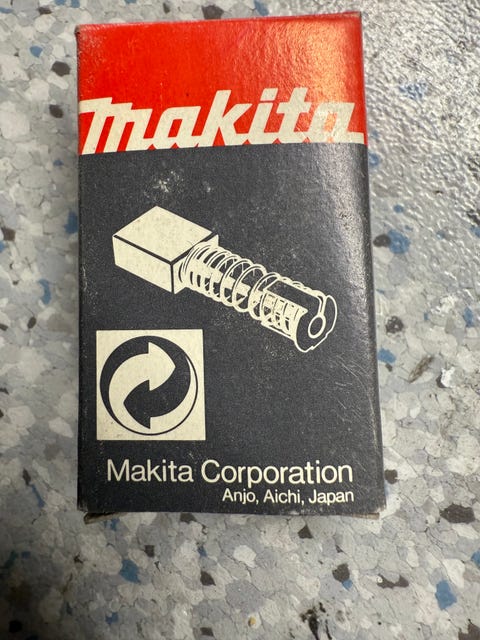 makita
Makita Corporation
Anjo, Aichi, Japan